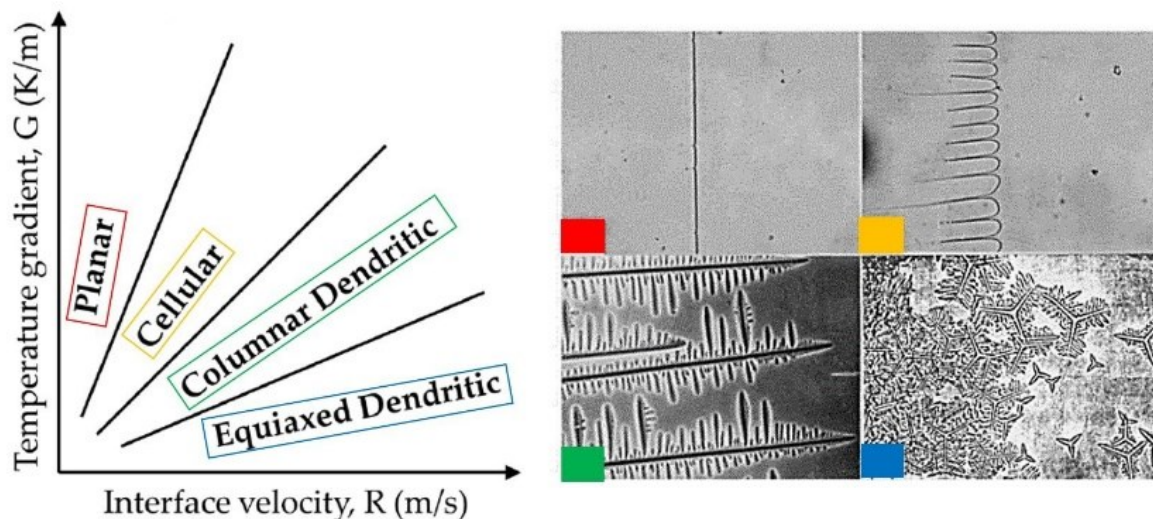 Temperature gradient, G (K/m)
Planar
Cellular
Columnar Dendritic
Equiaxed Dendritic
Interface velocity, R (m/s)